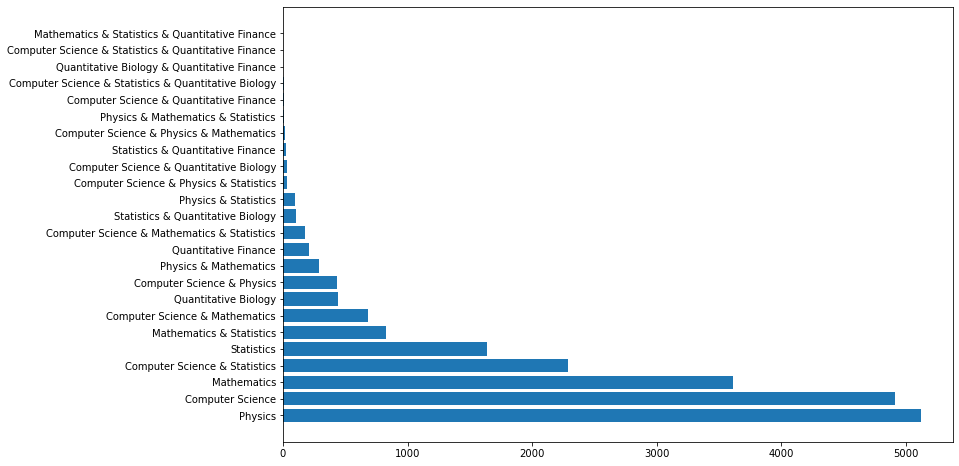 Mathematics & Statistics & Quantitative Finance
Computer Science & Statistics & Quantitative Finance
Quantitative Biology & Quantitative Finance
Computer Science & Statistics & Quantitative Biology
Computer Science & Quantitative Finance
Physics & Mathematics & Statistics
Computer Science & Physics & Mathematics
Statistics & Quantitative Finance
Computer Science & Quantitative Biology
Computer Science & Physics & Statistics
Physics & Statistics
Statistics & Quantitative Biology
Computer Science & Mathematics & Statistics
Quantitative Finance
Physics & Mathematics
Computer Science & Physics
Quantitative Biology
Computer Science & Mathematics
Mathematics & Statistics
Statistics
Computer Science & Statistics
Mathematics
Computer Science
Physics
0 1000 2000 3000 4000 5000